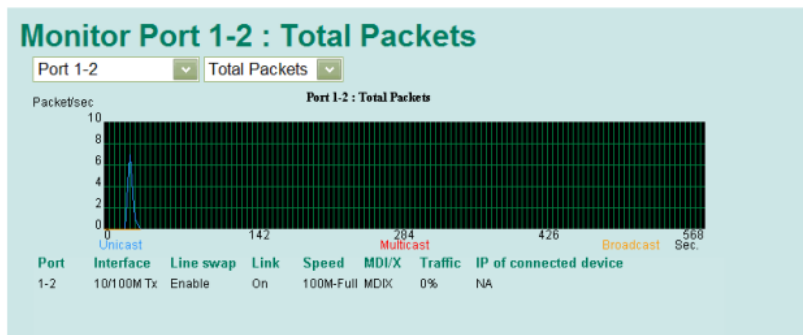 Monitor Port 1-2 : Total Packets
Port 1-2 Total Packets
Packet/sec Port 1-2 : Total Packets
10
8
6
4
2
0
0 142 284 426 568
Unicast Multicast Broadcast Sec.
Port Interface Line swap Link Speed MDI/X Traffic IP of connected device
1-2 10/100M Tx Enable On 100M-Full MDIX 0% NA